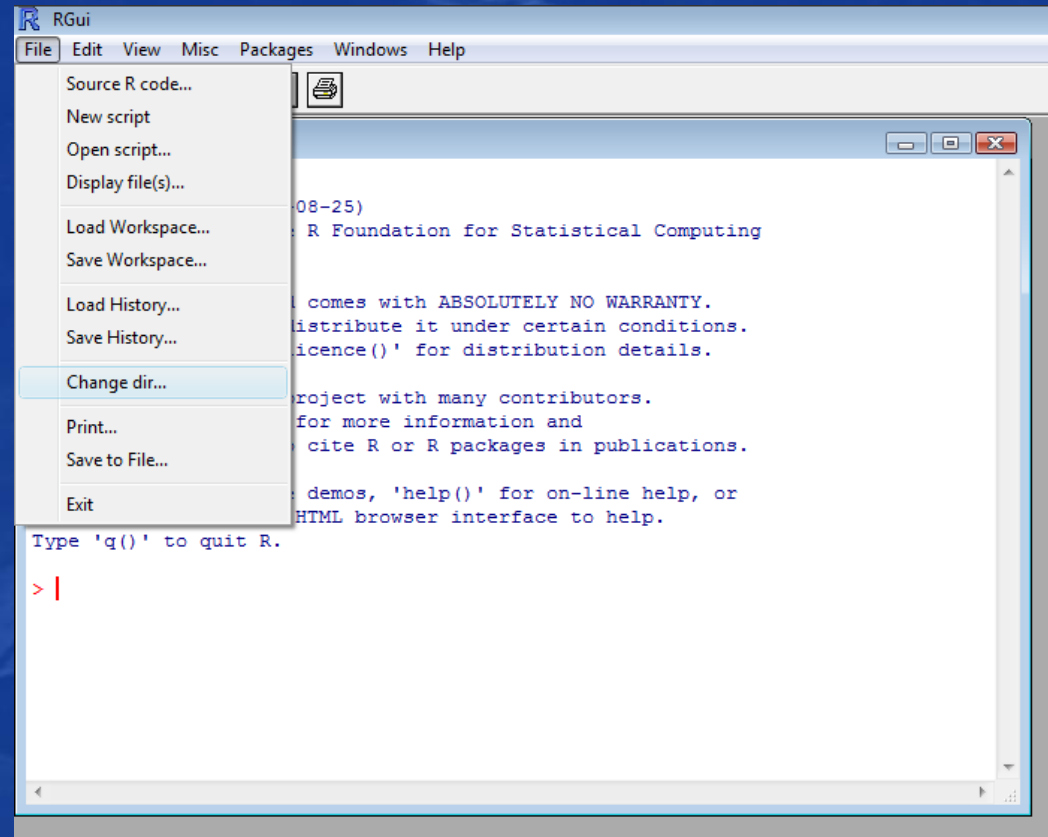 RGui
File Edit View Misc Packages Windows Help
Source R code...
New script
Open script...
Display file(s)...
Load Workspace...
Save Workspace...
Load History...
Save History...
Change dir...
Print...
Save to File...
Exit
08-25)
R Foundation for Statistical Computing
comes with ABSOLUTELY NO WARRANTY.
distribute it under certain conditions.
icence()' for distribution details.
project with many contributors.
for more information and
cite R or R packages in publications.
demos, 'help()' for on-line help, or
HTML browser interface to help.
Type 'q()' to quit R.
>